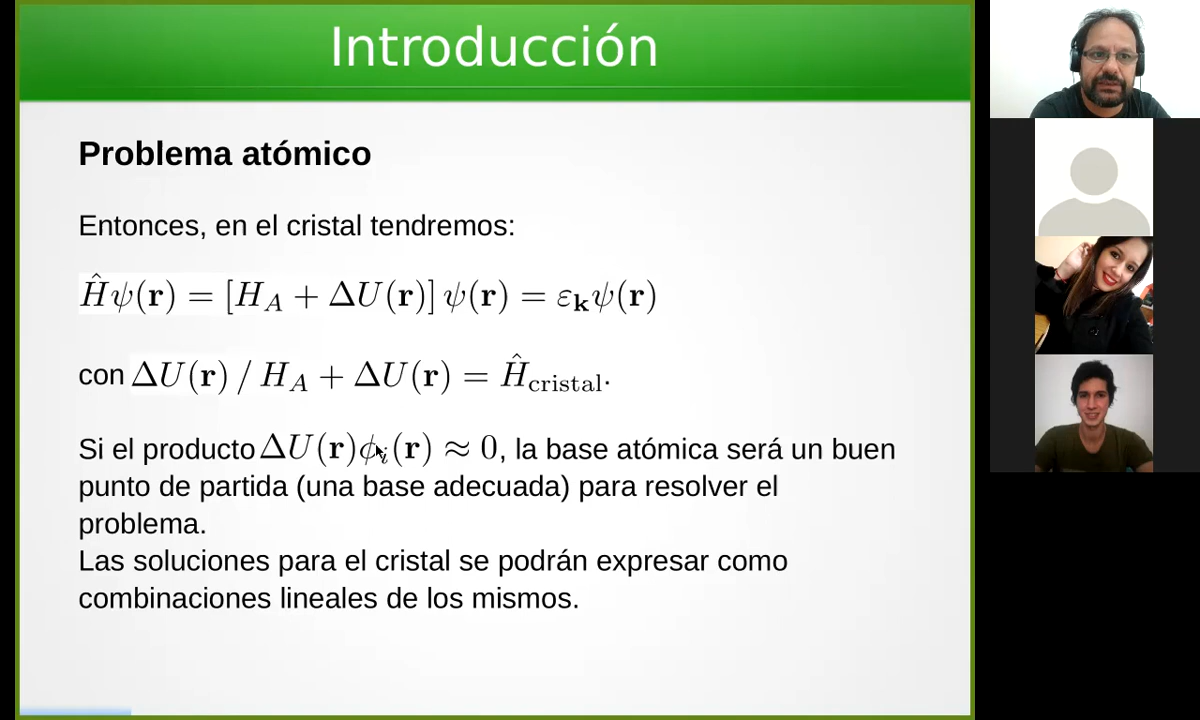 Introducción
Problema atómico
Entonces, en el cristal tendremos:
Ĥψ(r) = [H_A + ΔU(r)] ψ(r) = ε_k ψ(r)
con ΔU(r) / H_A + ΔU(r) = Ĥ_cristal.
Si el producto ΔU(r)ϕ_i(r) ≈ 0, la base atómica será un buen
punto de partida (una base adecuada) para resolver el
problema.
Las soluciones para el cristal se podrán expresar como
combinaciones lineales de los mismos.